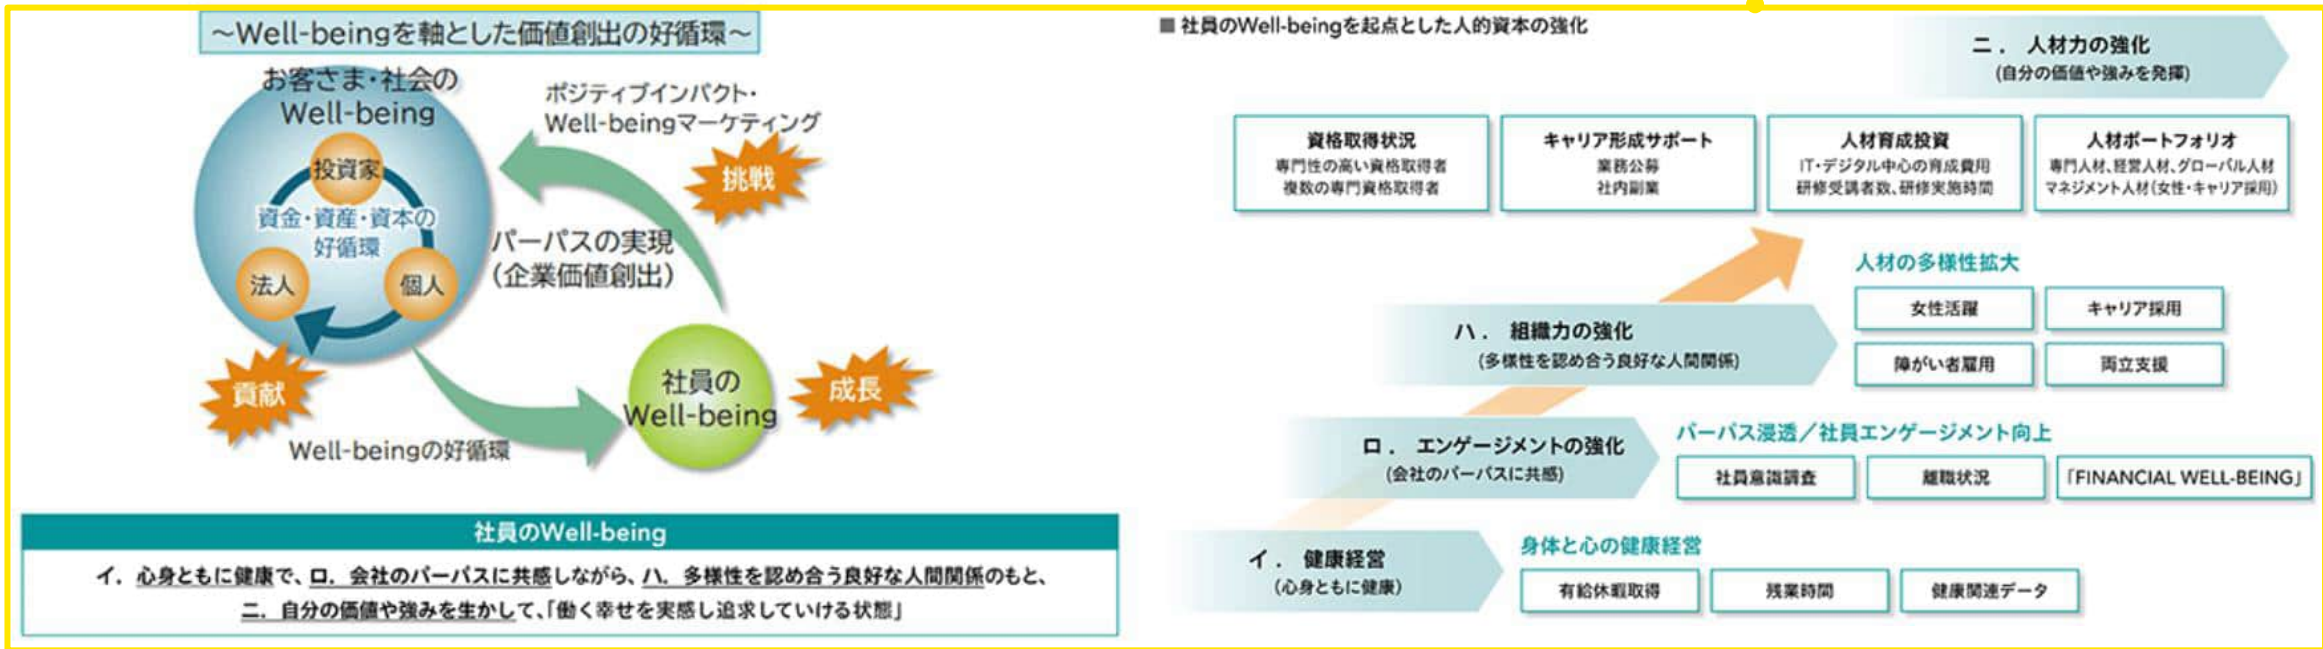 ～Well-beingを軸とした価値創出の好循環～
お客さま・社会の
Well-being
投資家
資金・資産・資本の
好循環
法人
個人
ポジティブインパクト・
Well-beingマーケティング
挑戦
パーパスの実現
（企業価値創出）
社員の
Well-being
成長
貢献
Well-beingの好循環
社員のWell-being
イ．心身ともに健康で、ロ．会社のパーパスに共感しながら、ハ．多様性を認め合う良好な人間関係のもと、
ニ．自分の価値や強みを生かして、「働く幸せを実感し追求していける状態」
■ 社員のWell-beingを起点とした人的資本の強化
ニ． 人材力の強化
(自分の価値や強みを発揮)
資格取得状況
専門性の高い資格取得者
複数の専門資格取得者
キャリア形成サポート
業務公募
社内副業
人材育成投資
IT・デジタル中心の育成費用
研修受講者数、研修実施時間
人材ポートフォリオ
専門人材、経営人材、グローバル人材
マネジメント人材(女性・キャリア採用)
ハ． 組織力の強化
(多様性を認め合う良好な人間関係)
人材の多様性拡大
女性活躍
キャリア採用
障がい者雇用
両立支援
ロ． エンゲージメントの強化
(会社のパーパスに共感)
パーパス浸透／社員エンゲージメント向上
社員意識調査
離職状況
「FINANCIAL WELL-BEING」
イ． 健康経営
(心身ともに健康)
身体と心の健康経営
有給休暇取得
残業時間
健康関連データ